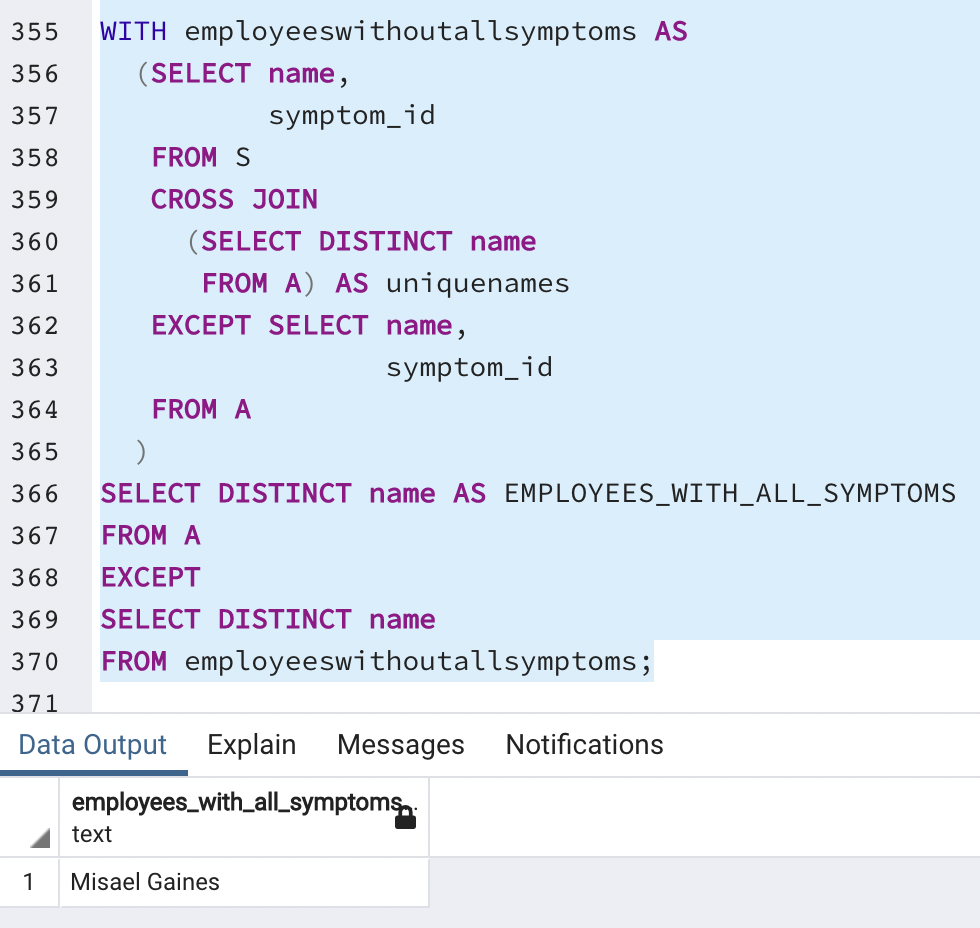 355 WITH employeeswithoutallsymptoms AS
356 (SELECT name,
357 symptom_id
358 FROM S
359 CROSS JOIN
360 (SELECT DISTINCT name
361 FROM A) AS uniquenames
362 EXCEPT SELECT name,
363 symptom_id
364 FROM A
365 )
366 SELECT DISTINCT name AS EMPLOYEES_WITH_ALL_SYMPTOMS
367 FROM A
368 EXCEPT
369 SELECT DISTINCT name
370 FROM employeeswithoutallsymptoms;
371
Data Output Explain Messages Notifications
employees_with_all_symptoms..
text
1 Misael Gaines